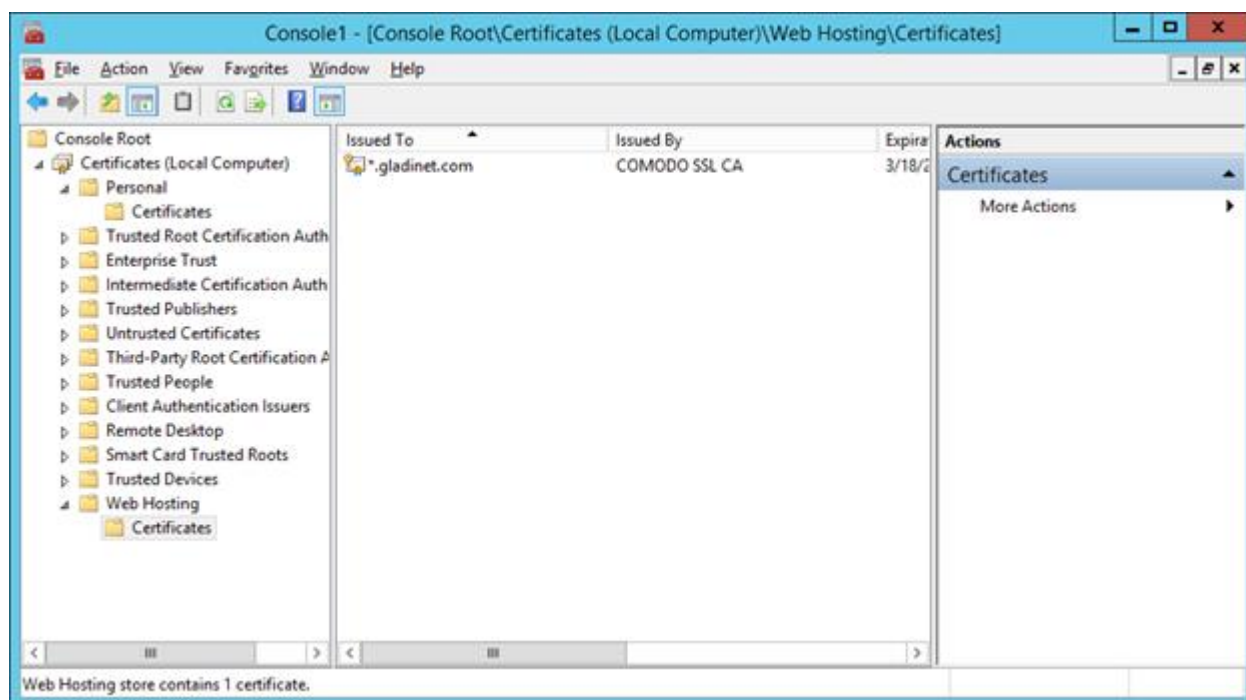 Console1 - [Console Root\Certificates (Local Computer)\Web Hosting\Certificates]
File Action View Favorites Window Help
Console Root
Certificates (Local Computer)
Personal
Certificates
Trusted Root Certification Auth
Enterprise Trust
Intermediate Certification Auth
Trusted Publishers
Untrusted Certificates
Third-Party Root Certification A
Trusted People
Client Authentication Issuers
Remote Desktop
Smart Card Trusted Roots
Trusted Devices
Web Hosting
Certificates
Issued To Issued By Expira
*.gladinet.com COMODO SSL CA 3/18/2
Actions
Certificates
More Actions
Web Hosting store contains 1 certificate.